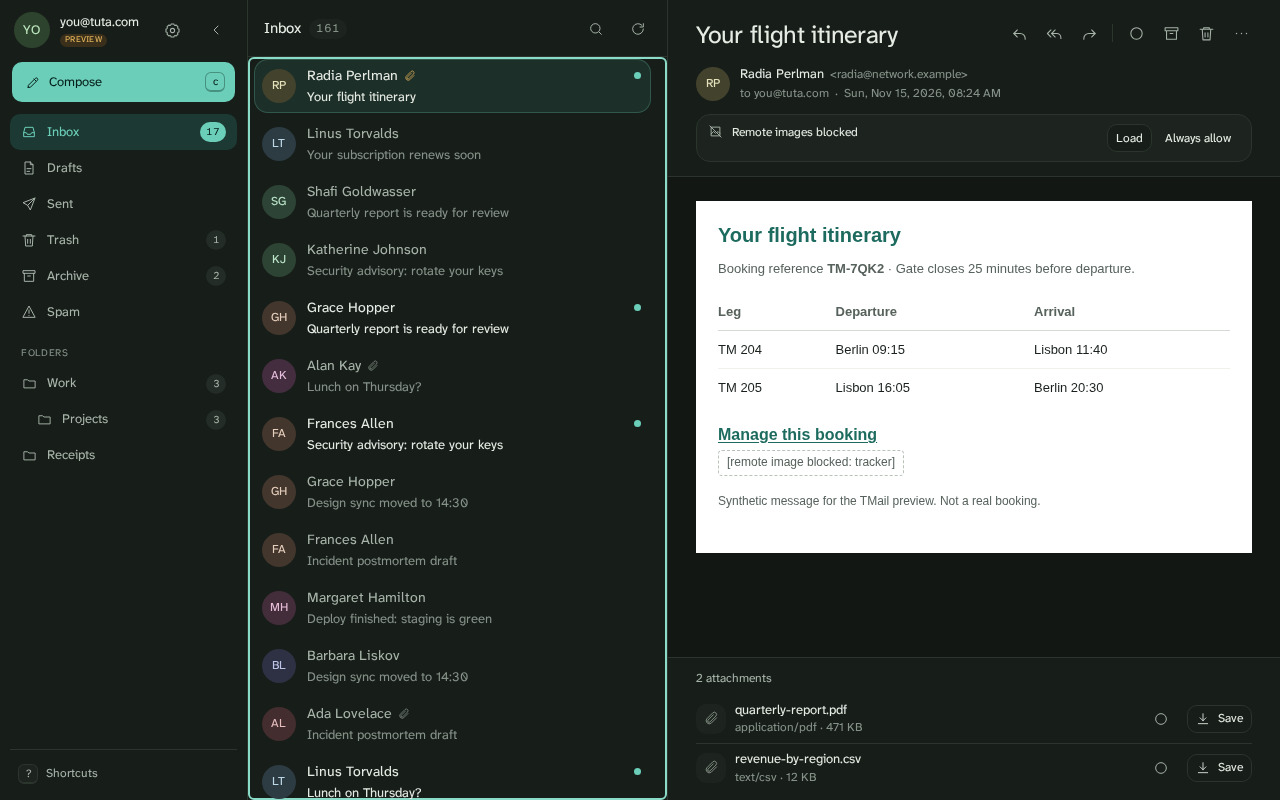 YO
you@tuta.com
PREVIEW
Compose
c
Inbox
17
Drafts
Sent
Trash
1
Archive
2
Spam
FOLDERS
Work
3
Projects
3
Receipts
?
Shortcuts
Inbox
161
RP
Radia Perlman
Your flight itinerary
LT
Linus Torvalds
Your subscription renews soon
SG
Shafi Goldwasser
Quarterly report is ready for review
KJ
Katherine Johnson
Security advisory: rotate your keys
GH
Grace Hopper
Quarterly report is ready for review
AK
Alan Kay
Lunch on Thursday?
FA
Frances Allen
Security advisory: rotate your keys
GH
Grace Hopper
Design sync moved to 14:30
FA
Frances Allen
Incident postmortem draft
MH
Margaret Hamilton
Deploy finished: staging is green
BL
Barbara Liskov
Design sync moved to 14:30
AL
Ada Lovelace
Incident postmortem draft
LT
Linus Torvalds
Lunch on Thursday?
Your flight itinerary
RP
Radia Perlman <radia@network.example>
to you@tuta.com · Sun, Nov 15, 2026, 08:24 AM
Remote images blocked
Load
Always allow
Your flight itinerary
Booking reference TM-7QK2 · Gate closes 25 minutes before departure.
Leg Departure Arrival
TM 204 Berlin 09:15 Lisbon 11:40
TM 205 Lisbon 16:05 Berlin 20:30
Manage this booking
[remote image blocked: tracker]
Synthetic message for the TMail preview. Not a real booking.
2 attachments
quarterly-report.pdf
application/pdf · 471 KB
Save
revenue-by-region.csv
text/csv · 12 KB
Save